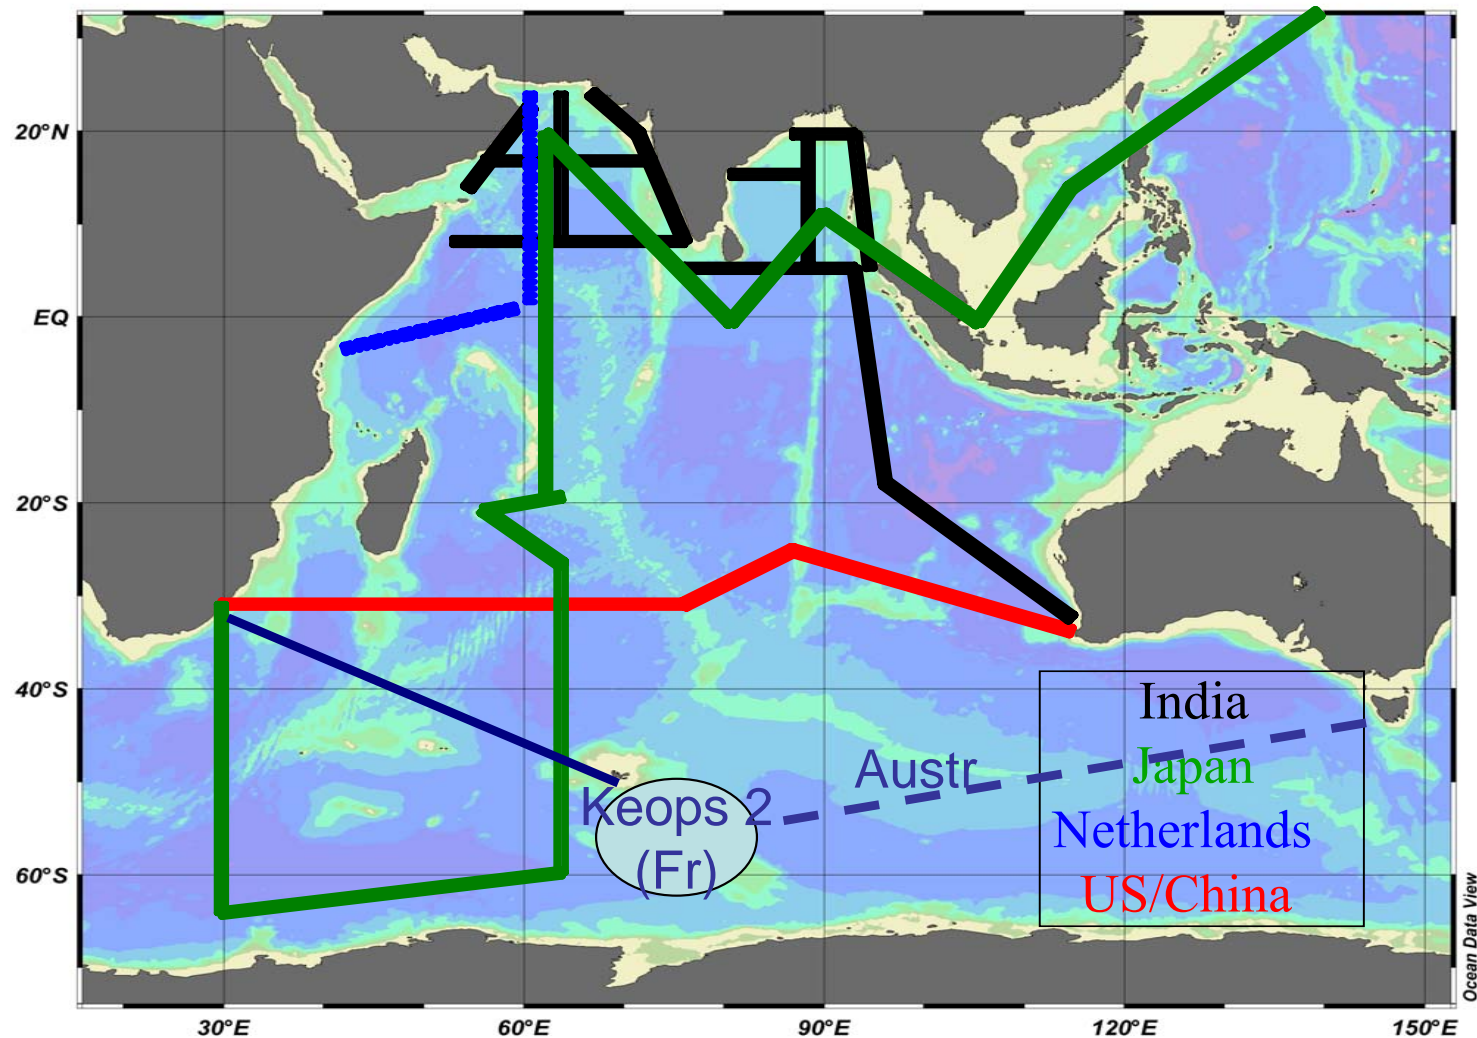 20°N
EQ
20°S
40°S
60°S
30°E
60°E
90°E
120°E
150°E
India
Japan
Netherlands
US/China
Austr
Keops 2
(Fr)
Ocean Data View